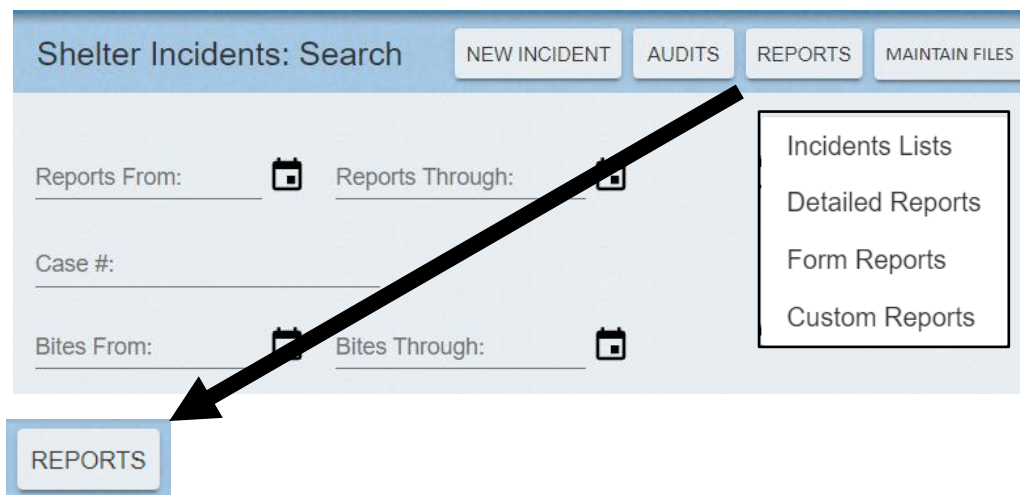 Shelter Incidents: Search NEW INCIDENT AUDITS REPORTS MAINTAIN FILES
Incidents Lists
Reports From: Reports Through:
Detailed Reports
Case #:
Form Reports
Custom Reports
Bites From: Bites Through:
REPORTS